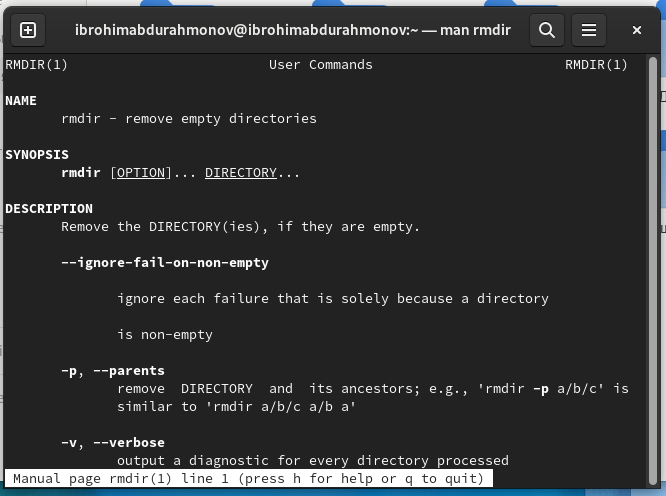 ibrohimabdurahmonov@ibrohimabdurahmonov:~ — man rmdir
RMDIR(1) User Commands RMDIR(1)
NAME
rmdir - remove empty directories
SYNOPSIS
rmdir [OPTION]... DIRECTORY...
DESCRIPTION
Remove the DIRECTORY(ies), if they are empty.
--ignore-fail-on-non-empty
ignore each failure that is solely because a directory
is non-empty
-p, --parents
remove DIRECTORY and its ancestors; e.g., 'rmdir -p a/b/c' is
similar to 'rmdir a/b/c a/b a'
-v, --verbose
output a diagnostic for every directory processed
Manual page rmdir(1) line 1 (press h for help or q to quit)